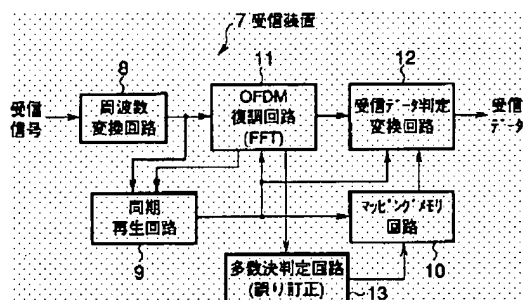 7 受信装置
8
11
12
受信
信号
周波数
変換回路
OFDM
復調回路
(FFT)
受信データ判定
変換回路
受信
データ
同期
再生回路
マッピングメモリ
回路
9
10
多数決判定回路
(誤り訂正)
13